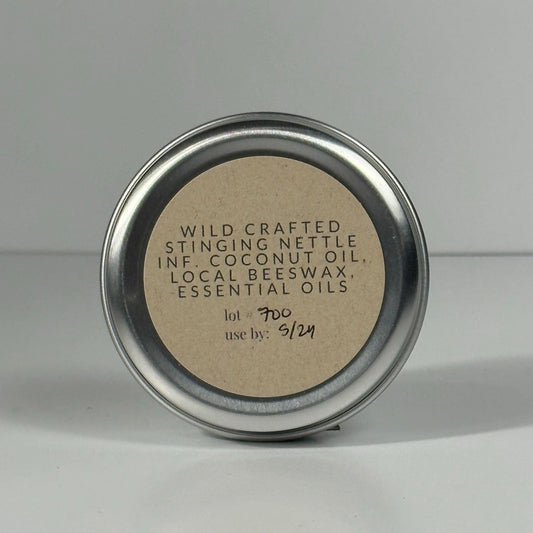 WILD CRAFTED
STINGING NETTLE
INF. COCONUT OIL,
LOCAL BEESWAX,
ESSENTIAL OILS
lot # 700
use by: 5/24